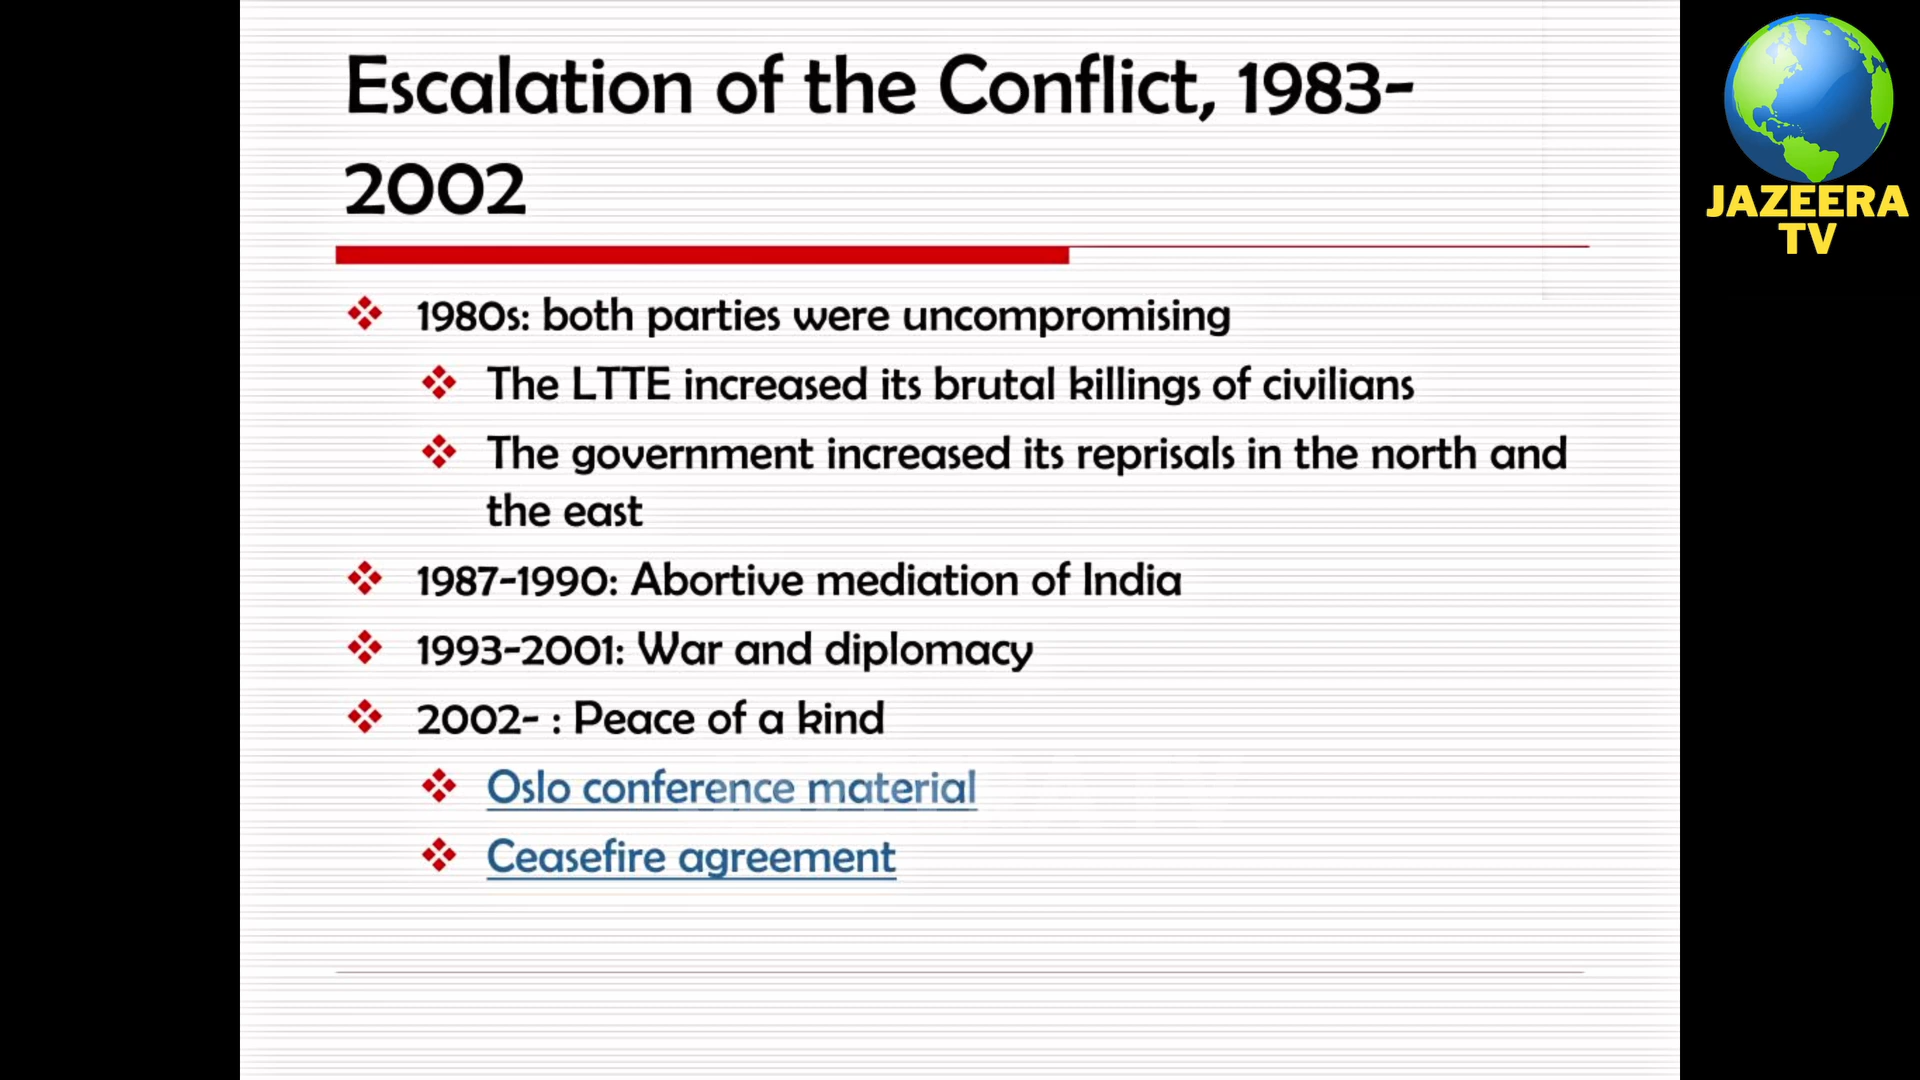 Escalation of the Conflict, 1983-
2002
1980s: both parties were uncompromising
The LTTE increased its brutal killings of civilians
The government increased its reprisals in the north and
the east
1987-1990: Abortive mediation of India
1993-2001: War and diplomacy
2002- : Peace of a kind
Oslo conference material
Ceasefire agreement
JAZEERA
TV